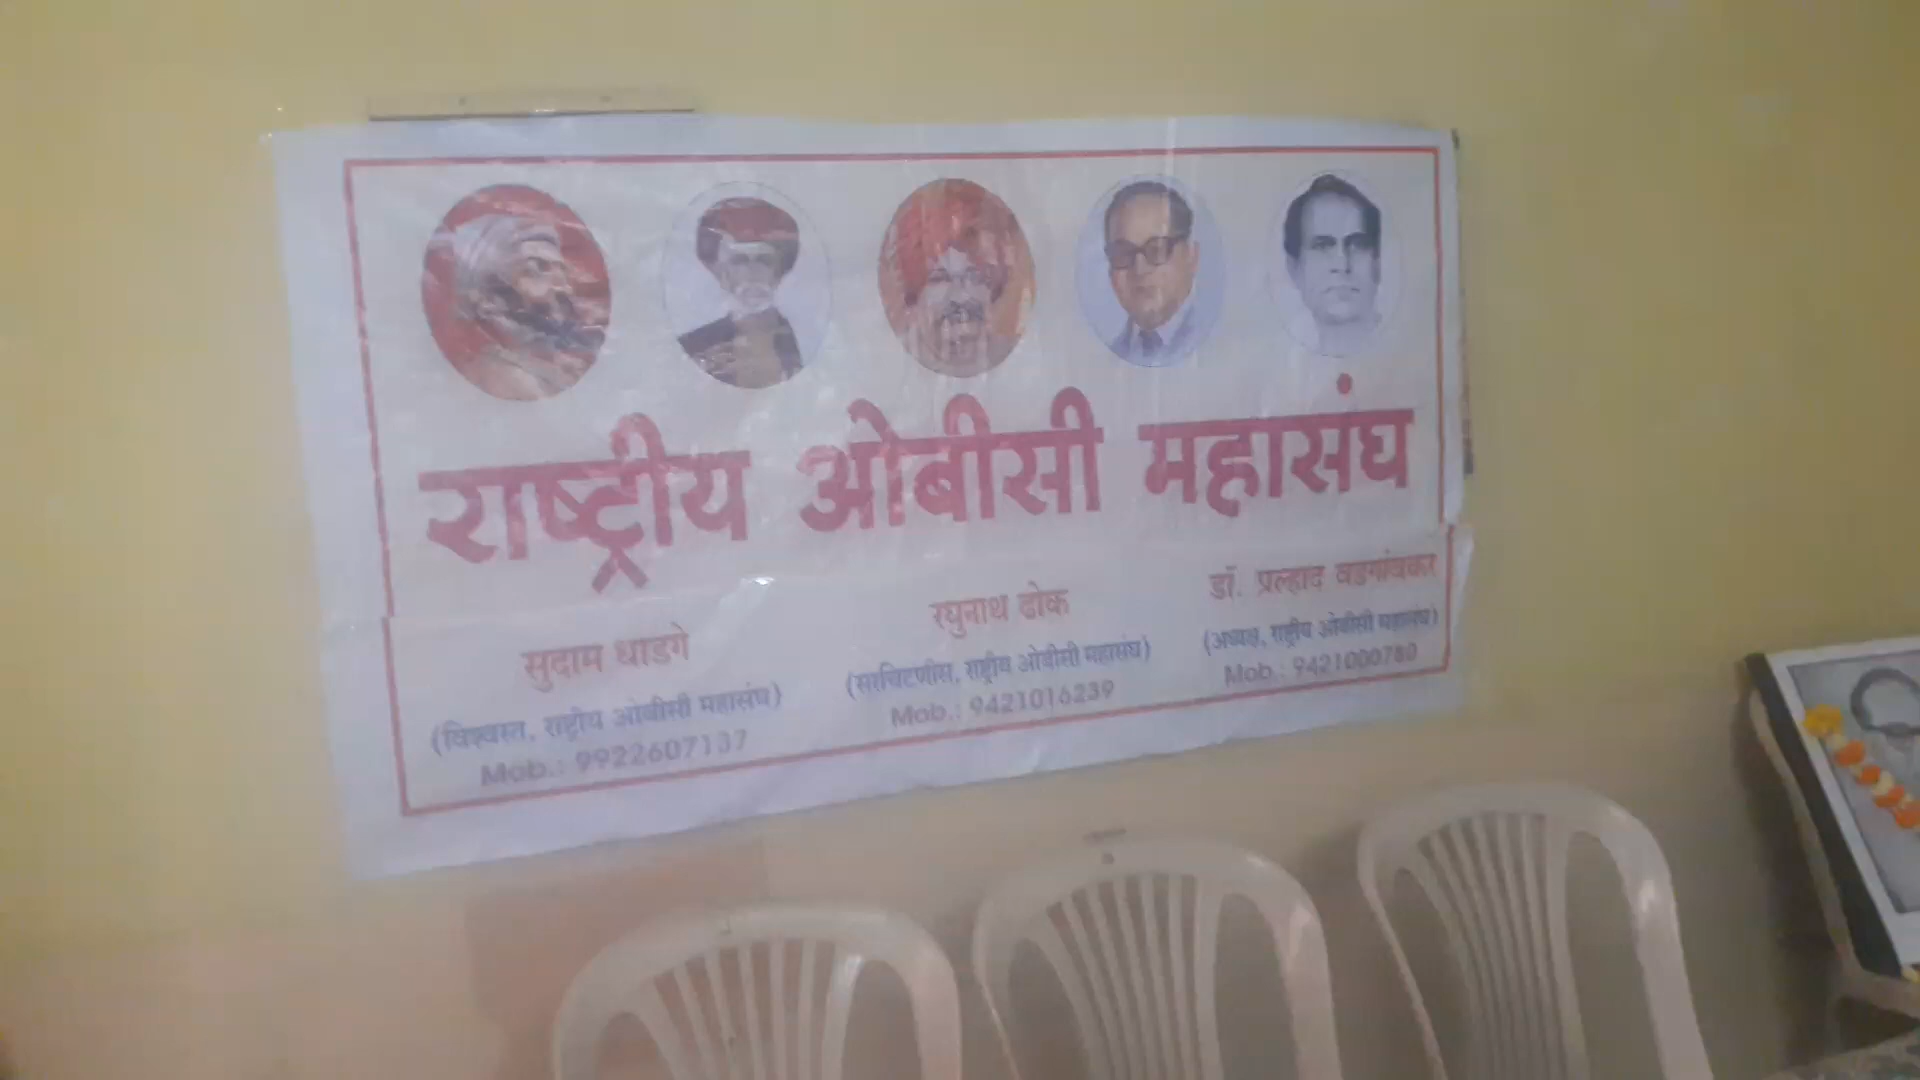 राष्ट्रीय ओबीसी महासंघ
सुदाम धाडगे
(विश्वस्त, राष्ट्रीय ओबीसी महासंघ)
Mob.: 9922607137
रघुनाथ ढोक
(सरचिटणीस, राष्ट्रीय ओबीसी महासंघ)
Mob.: 9421016239
डॉ. प्रल्हाद वडगांवकर
(अध्यक्ष, राष्ट्रीय ओबीसी महासंघ)
Mob.: 9421000780